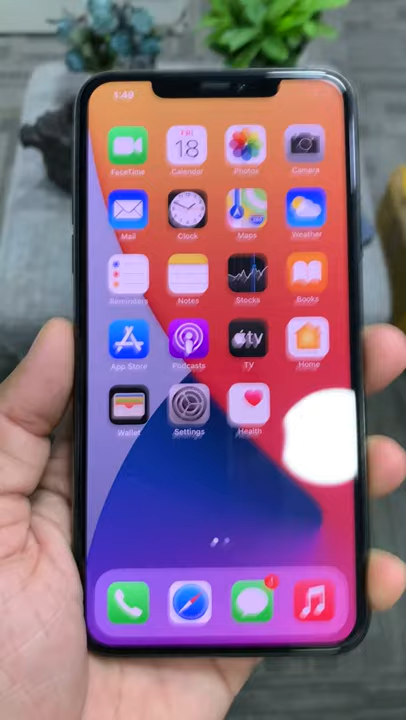 1:49
FRI
18
FaceTime Calendar Photos Camera
Mail Clock Maps Weather
Reminders Notes Stocks Books
tv
App Store Podcasts TV Home
Wallet Settings Health
1